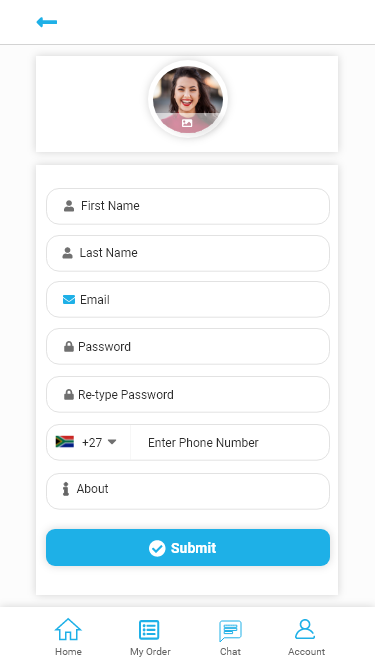 First Name
Last Name
Email
Password
Re-type Password
+27 Enter Phone Number
About
Submit
Home My Order Chat Account